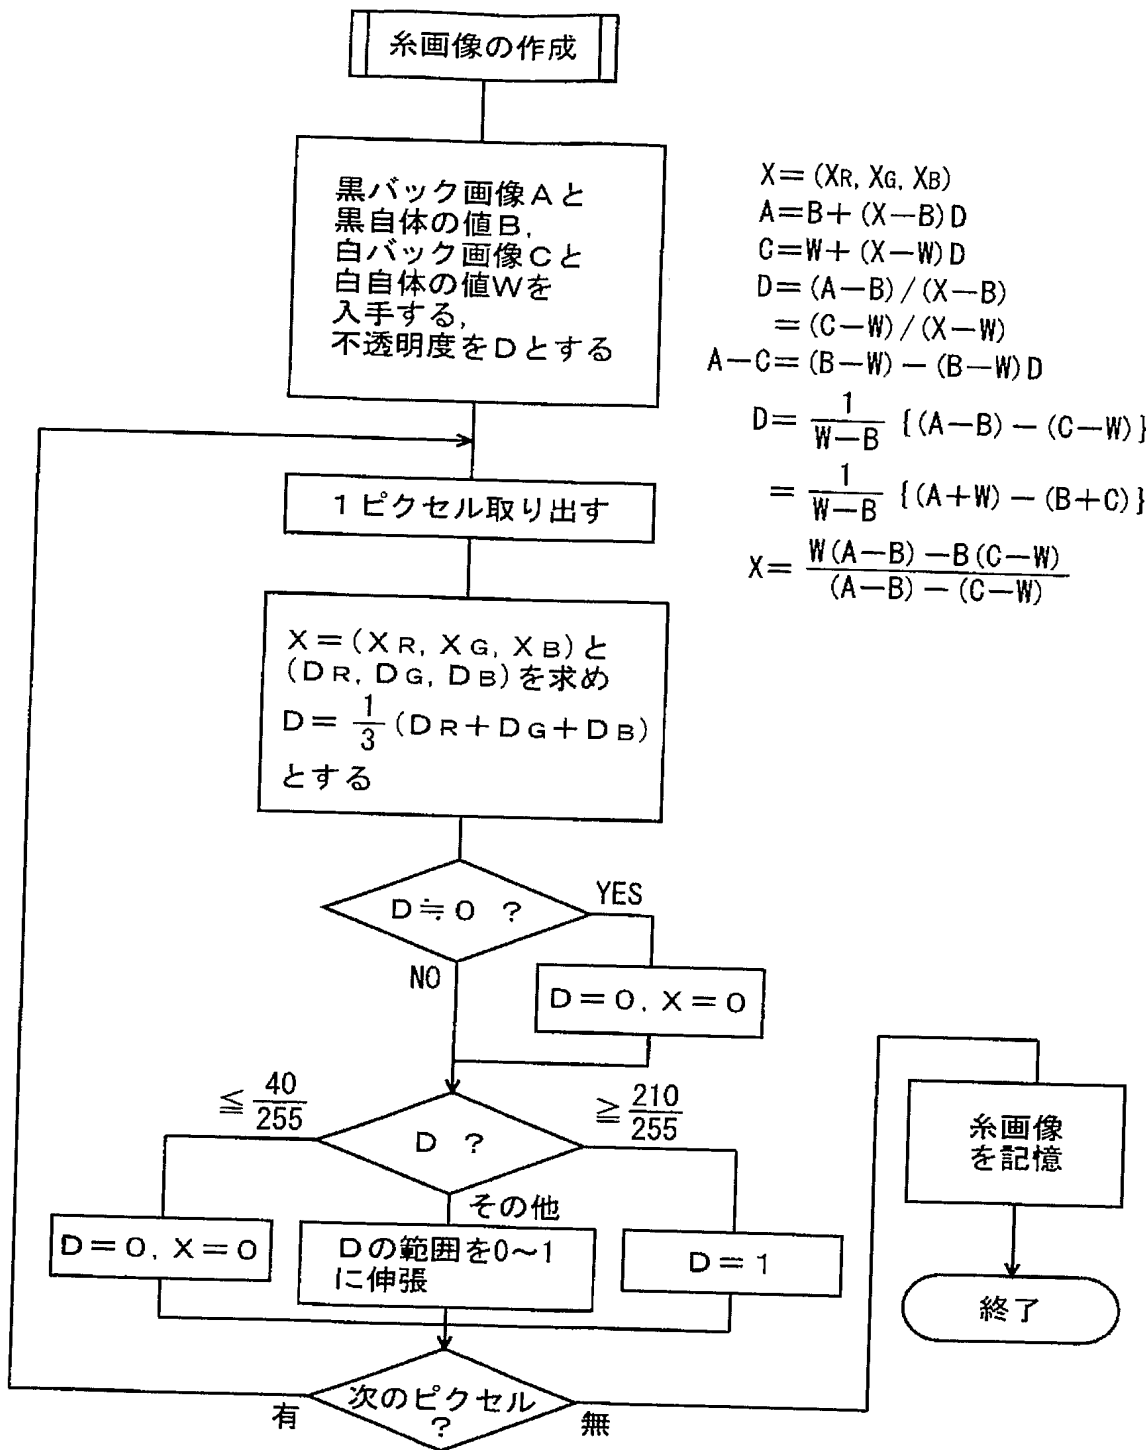 糸画像の作成
黒バック画像Aと
黒自体の値B,
白バック画像Cと
白自体の値Wを
入手する,
不透明度をDとする
X=(XR, XG, XB)
A=B+(X-B)D
C=W+(X-W)D
D=(A-B)/(X-B)
=(C-W)/(X-W)
A-C=(B-W)-(B-W)D
D=1/(W-B) {(A-B)-(C-W)}
=1/(W-B) {(A+W)-(B+C)}
X=W(A-B)-B(C-W)/(A-B)-(C-W)
1ピクセル取り出す
X=(XR, XG, XB)と
(DR, DG, DB)を求め
D=1/3(DR+DG+DB)
とする
D≒0 ?
YES
NO
D=0, X=0
≦40/255
D ?
≧210/255
その他
D=0, X=0
Dの範囲を0~1
に伸張
D=1
次のピクセル
?
有
無
糸画像
を記憶
終了